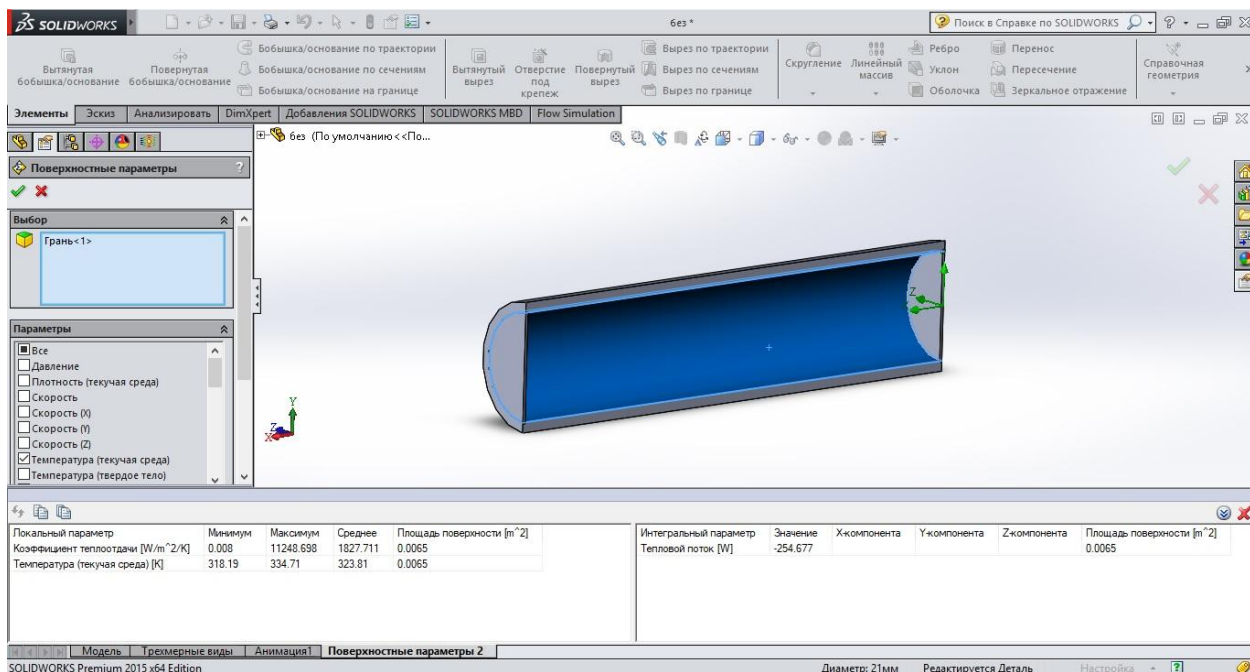 SOLIDWORKS
без *
Поиск в Справке по SOLIDWORKS
Вытянутая бобышка/основание
Повернутая бобышка/основание
Бобышка/основание по траектории
Бобышка/основание по сечениям
Бобышка/основание на границе
Вытянутый вырез
Отверстие под крепеж
Повернутый вырез
Вырез по траектории
Вырез по сечениям
Вырез по границе
Скругление
Линейный массив
Ребро
Уклон
Оболочка
Перенос
Пересечение
Зеркальное отражение
Справочная геометрия
Элементы Эскиз Анализировать DimXpert Добавления SOLIDWORKS SOLIDWORKS MBD Flow Simulation
без (По умолчанию<<По...
Поверхностные параметры ?
Выбор
Грань<1>
Параметры
Все
Давление
Плотность (текучая среда)
Скорость
Скорость (X)
Скорость (Y)
Скорость (Z)
Температура (текучая среда)
Температура (твердое тело)
Y
Z
X
Z
Локальный параметр Минимум Максимум Среднее Площадь поверхности [m^2]
Коэффициент теплоотдачи [W/m^2/K] 0.008 11248.698 1827.711 0.0065
Температура (текучая среда) [K] 318.19 334.71 323.81 0.0065
Интегральный параметр Значение X-компонента Y-компонента Z-компонента Площадь поверхности [m^2]
Тепловой поток [W] -254.677 0.0065
Модель Трехмерные виды Анимация1 Поверхностные параметры 2
SOLIDWORKS Premium 2015 x64 Edition Диаметр: 21мм Редактируется Деталь Настройка